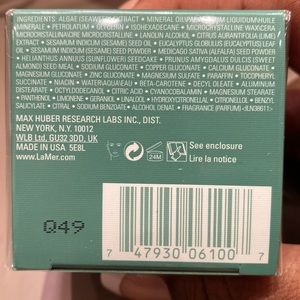 INGREDIENTS: ALGAE (SEAWEED) EXTRACT • MINERAL OIL\PARAFFINUM LIQUIDUM\HUILE
MINERALE • PETROLATUM • GLYCERIN • ISOHEXADECANE • MICROCRYSTALLINE WAX\CERA
MICROCRISTALLINA\CIRE MICROCRISTALLINE • LANOLIN ALCOHOL • CITRUS AURANTIFOLIA (LIME)
EXTRACT • SESAMUM INDICUM (SESAME) SEED OIL • EUCALYPTUS GLOBULUS (EUCALYPTUS) LEAF OIL
• SESAMUM INDICUM (SESAME) SEED POWDER • MEDICAGO SATIVA (ALFALFA) SEED POWDER •
HELIANTHUS ANNUUS (SUNFLOWER) SEEDCAKE • PRUNUS AMYGDALUS DULCIS (SWEET
ALMOND) SEED MEAL • SODIUM GLUCONATE • COPPER GLUCONATE • CALCIUM GLUCONATE •
MAGNESIUM GLUCONATE • ZINC GLUCONATE • MAGNESIUM SULFATE • PARAFFIN • TOCOPHERYL
SUCCINATE • NIACIN • WATER\AQUA\EAU • BETA-CAROTENE • DECYL OLEATE • ALUMINUM
DISTEARATE • OCTYLDODECANOL • CITRIC ACID • CYANOCOBALAMIN • MAGNESIUM STEARATE
• PANTHENOL • LIMONENE • GERANIOL • LINALOOL • HYDROXYCITRONELLAL • CITRONELLOL • BENZYL
SALICYLATE • CITRAL • SODIUM BENZOATE • ALCOHOL DENAT. • FRAGRANCE (PARFUM)
MAX HUBER RESEARCH LABS INC., DIST.
NEW YORK, N.Y. 10012
WLB Ltd, GU32 3DD, UK
MADE IN USA 5E8L
www.LaMer.com
24M
See enclosure
Lire la notice
Q49
7 47930 06100 7